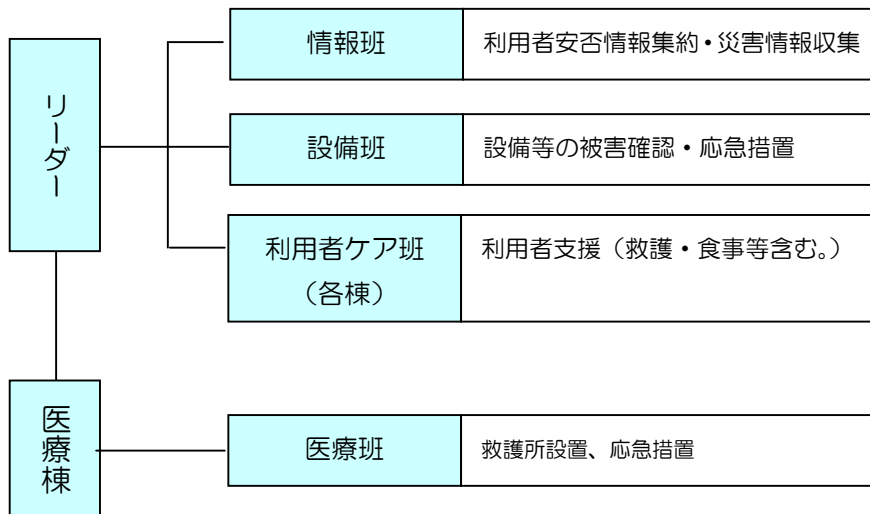 リーダー
情報班
利用者安否情報集約・災害情報収集
設備班
設備等の被害確認・応急措置
利用者ケア班
（各棟）
利用者支援（救護・食事等含む。）
医療棟
医療班
救護所設置、応急措置